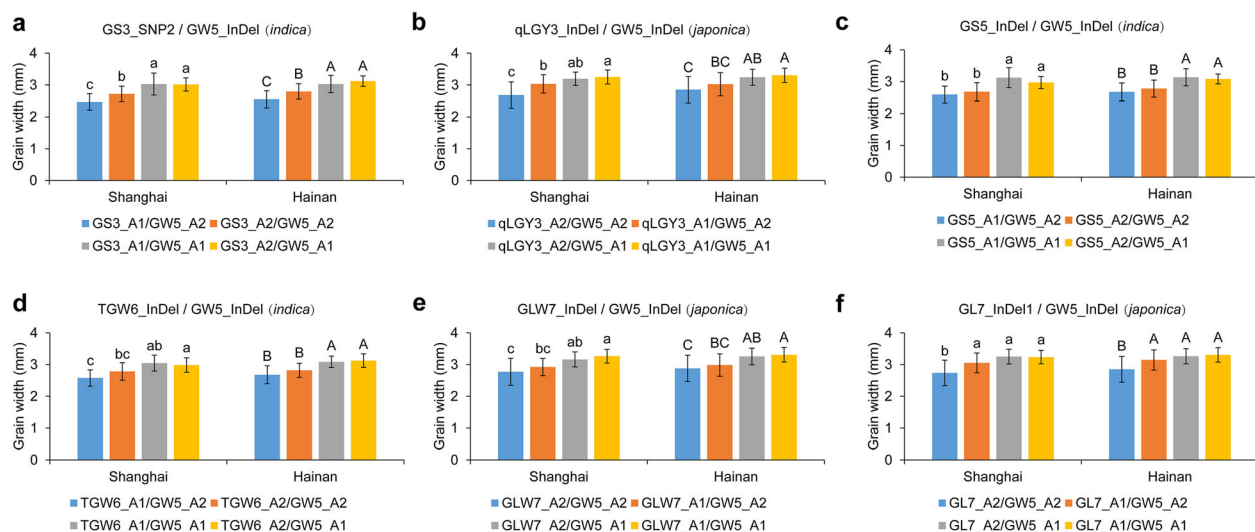 a
GS3_SNP2 / GW5_InDel (indica)
Grain width (mm)
4
3
2
1
0
c
b
a
a
C
B
A
A
Shanghai
Hainan
GS3_A1/GW5_A2 GS3_A2/GW5_A2
GS3_A1/GW5_A1 GS3_A2/GW5_A1
b
qLGY3_InDel / GW5_InDel (japonica)
Grain width (mm)
4
3
2
1
0
c
b
ab
a
C
BC
AB
A
Shanghai
Hainan
qLGY3_A2/GW5_A2 qLGY3_A1/GW5_A2
qLGY3_A2/GW5_A1 qLGY3_A1/GW5_A1
c
GS5_InDel / GW5_InDel (indica)
Grain width (mm)
4
3
2
1
0
b
b
a
a
B
B
A
A
Shanghai
Hainan
GS5_A1/GW5_A2 GS5_A2/GW5_A2
GS5_A1/GW5_A1 GS5_A2/GW5_A1
d
TGW6_InDel / GW5_InDel (indica)
Grain width (mm)
4
3
2
1
0
c
bc
ab
a
B
B
A
A
Shanghai
Hainan
TGW6_A1/GW5_A2 TGW6_A2/GW5_A2
TGW6_A1/GW5_A1 TGW6_A2/GW5_A1
e
GLW7_InDel / GW5_InDel (japonica)
Grain width (mm)
4
3
2
1
0
c
bc
ab
a
C
BC
AB
A
Shanghai
Hainan
GLW7_A2/GW5_A2 GLW7_A1/GW5_A2
GLW7_A2/GW5_A1 GLW7_A1/GW5_A1
f
GL7_InDel1 / GW5_InDel (japonica)
Grain width (mm)
4
3
2
1
0
b
a
a
a
B
A
A
A
Shanghai
Hainan
GL7_A2/GW5_A2 GL7_A1/GW5_A2
GL7_A2/GW5_A1 GL7_A1/GW5_A1